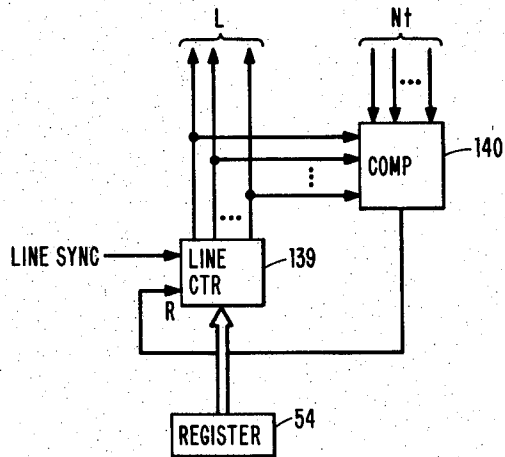 L
Nt
COMP
140
LINE SYNC
LINE
CTR
139
R
REGISTER
54